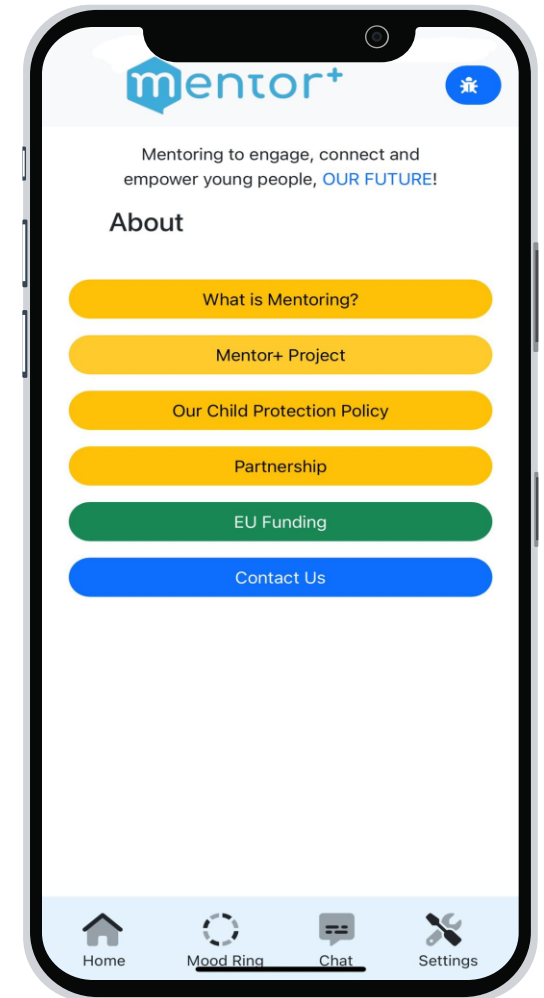 mentor+
Mentoring to engage, connect and
empower young people, OUR FUTURE!
About
What is Mentoring?
Mentor+ Project
Our Child Protection Policy
Partnership
EU Funding
Contact Us
Home Mood Ring Chat Settings